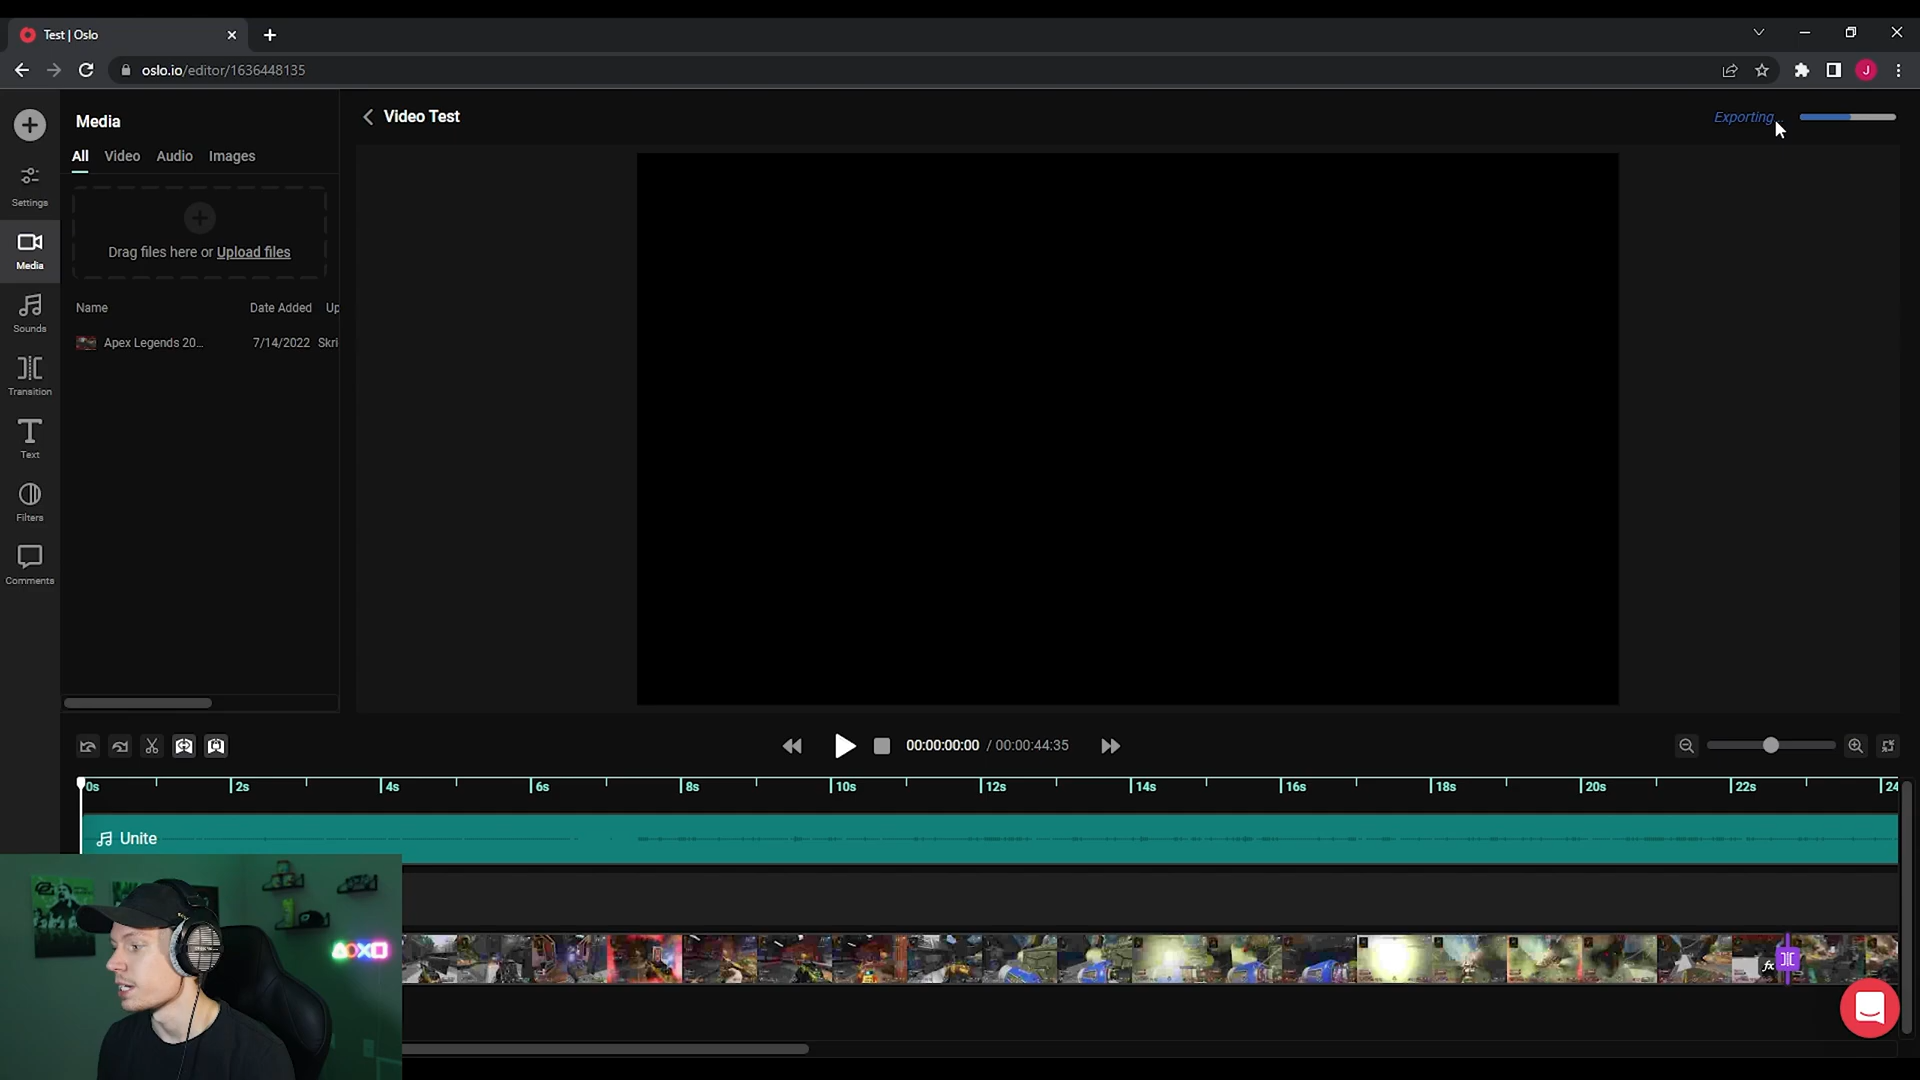 Test | Oslo
oslo.io/editor/1636448135
J
Media
Video Test
Exporting...
All Video Audio Images
Settings
Drag files here or Upload files
Media
Name Date Added Up
Sounds
Apex Legends 20... 7/14/2022 Skri
Transition
Text
Filters
Comments
00:00:00:00 / 00:00:44:35
0s 2s 4s 6s 8s 10s 12s 14s 16s 18s 20s 22s 24
Unite
fx